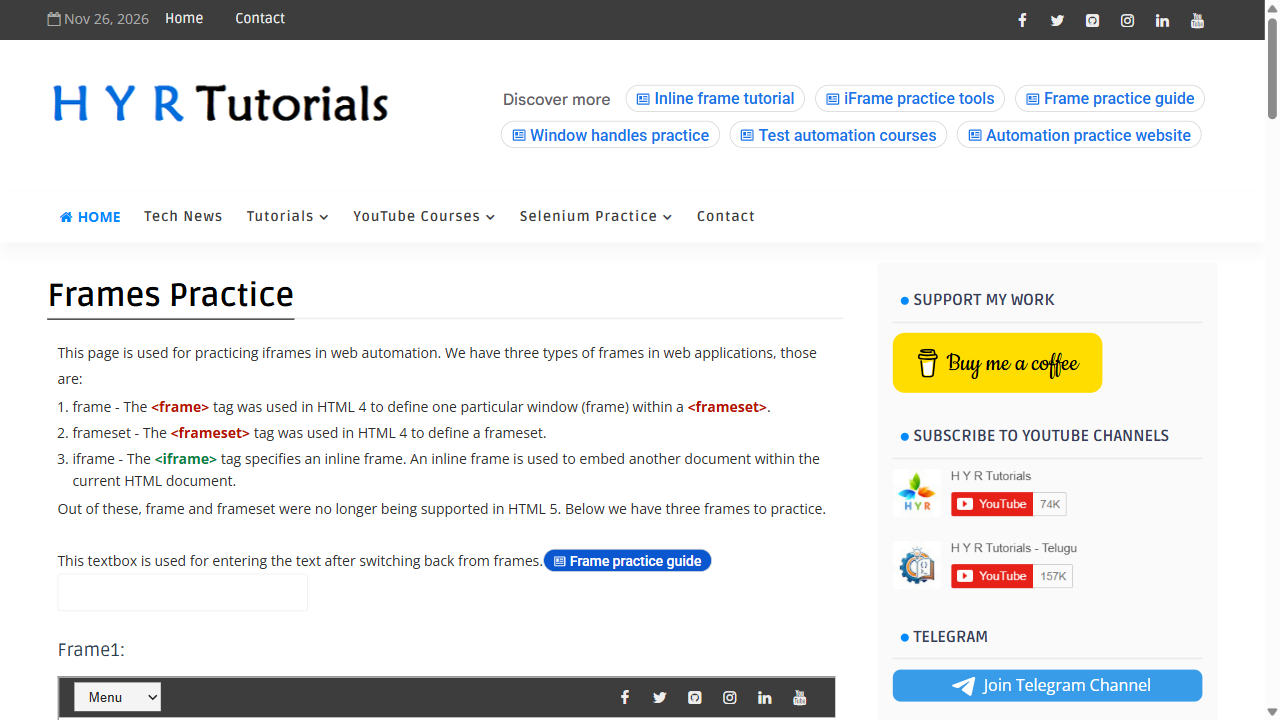 Nov 26, 2026 Home Contact
H Y R Tutorials
Discover more Inline frame tutorial iFrame practice tools Frame practice guide
Window handles practice Test automation courses Automation practice website
HOME Tech News Tutorials YouTube Courses Selenium Practice Contact
Frames Practice
This page is used for practicing iframes in web automation. We have three types of frames in web applications, those
are:
1. frame - The <frame> tag was used in HTML 4 to define one particular window (frame) within a <frameset>.
2. frameset - The <frameset> tag was used in HTML 4 to define a frameset.
3. iframe - The <iframe> tag specifies an inline frame. An inline frame is used to embed another document within the
current HTML document.
Out of these, frame and frameset were no longer being supported in HTML 5. Below we have three frames to practice.
This textbox is used for entering the text after switching back from frames. Frame practice guide
Frame1:
Menu
SUPPORT MY WORK
Buy me a coffee
SUBSCRIBE TO YOUTUBE CHANNELS
H Y R Tutorials
HYR
YouTube 74K
H Y R Tutorials - Telugu
YouTube 157K
TELEGRAM
Join Telegram Channel